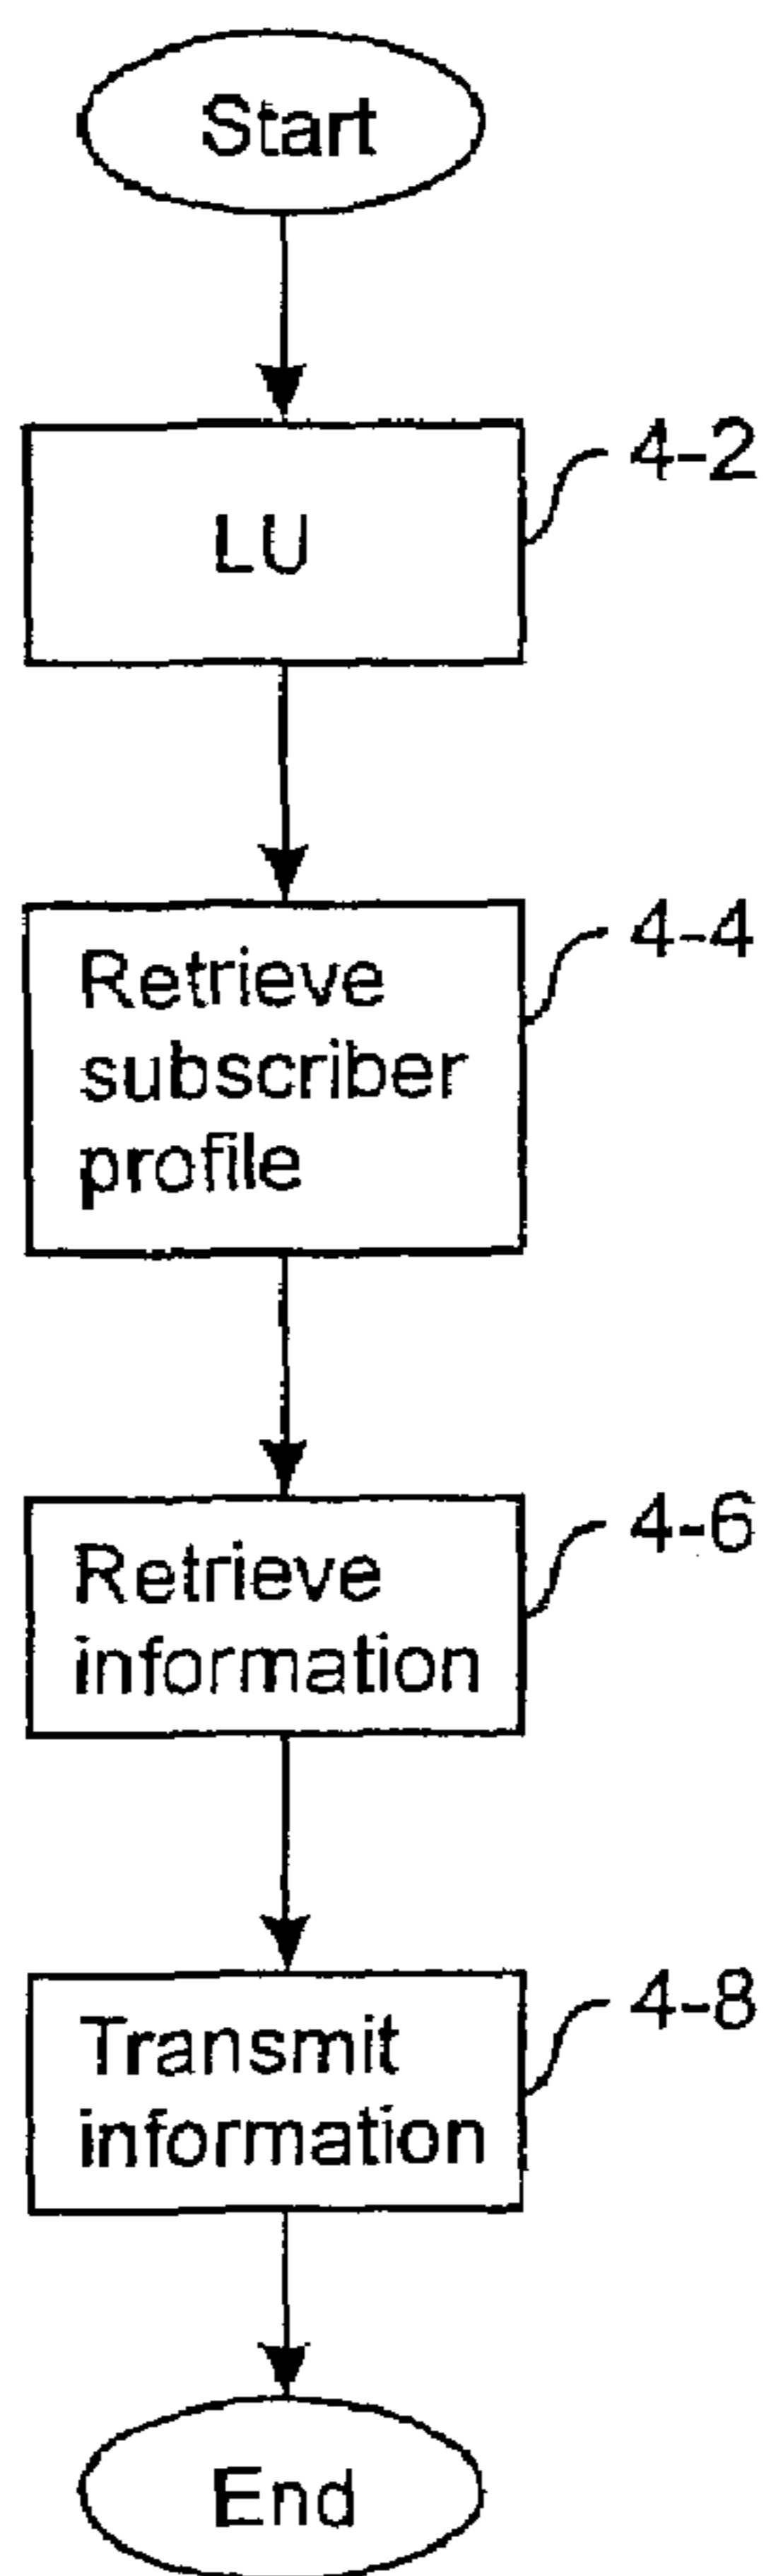 Start
LU
4-2
Retrieve
subscriber
profile
4-4
Retrieve
information
4-6
Transmit
information
4-8
End